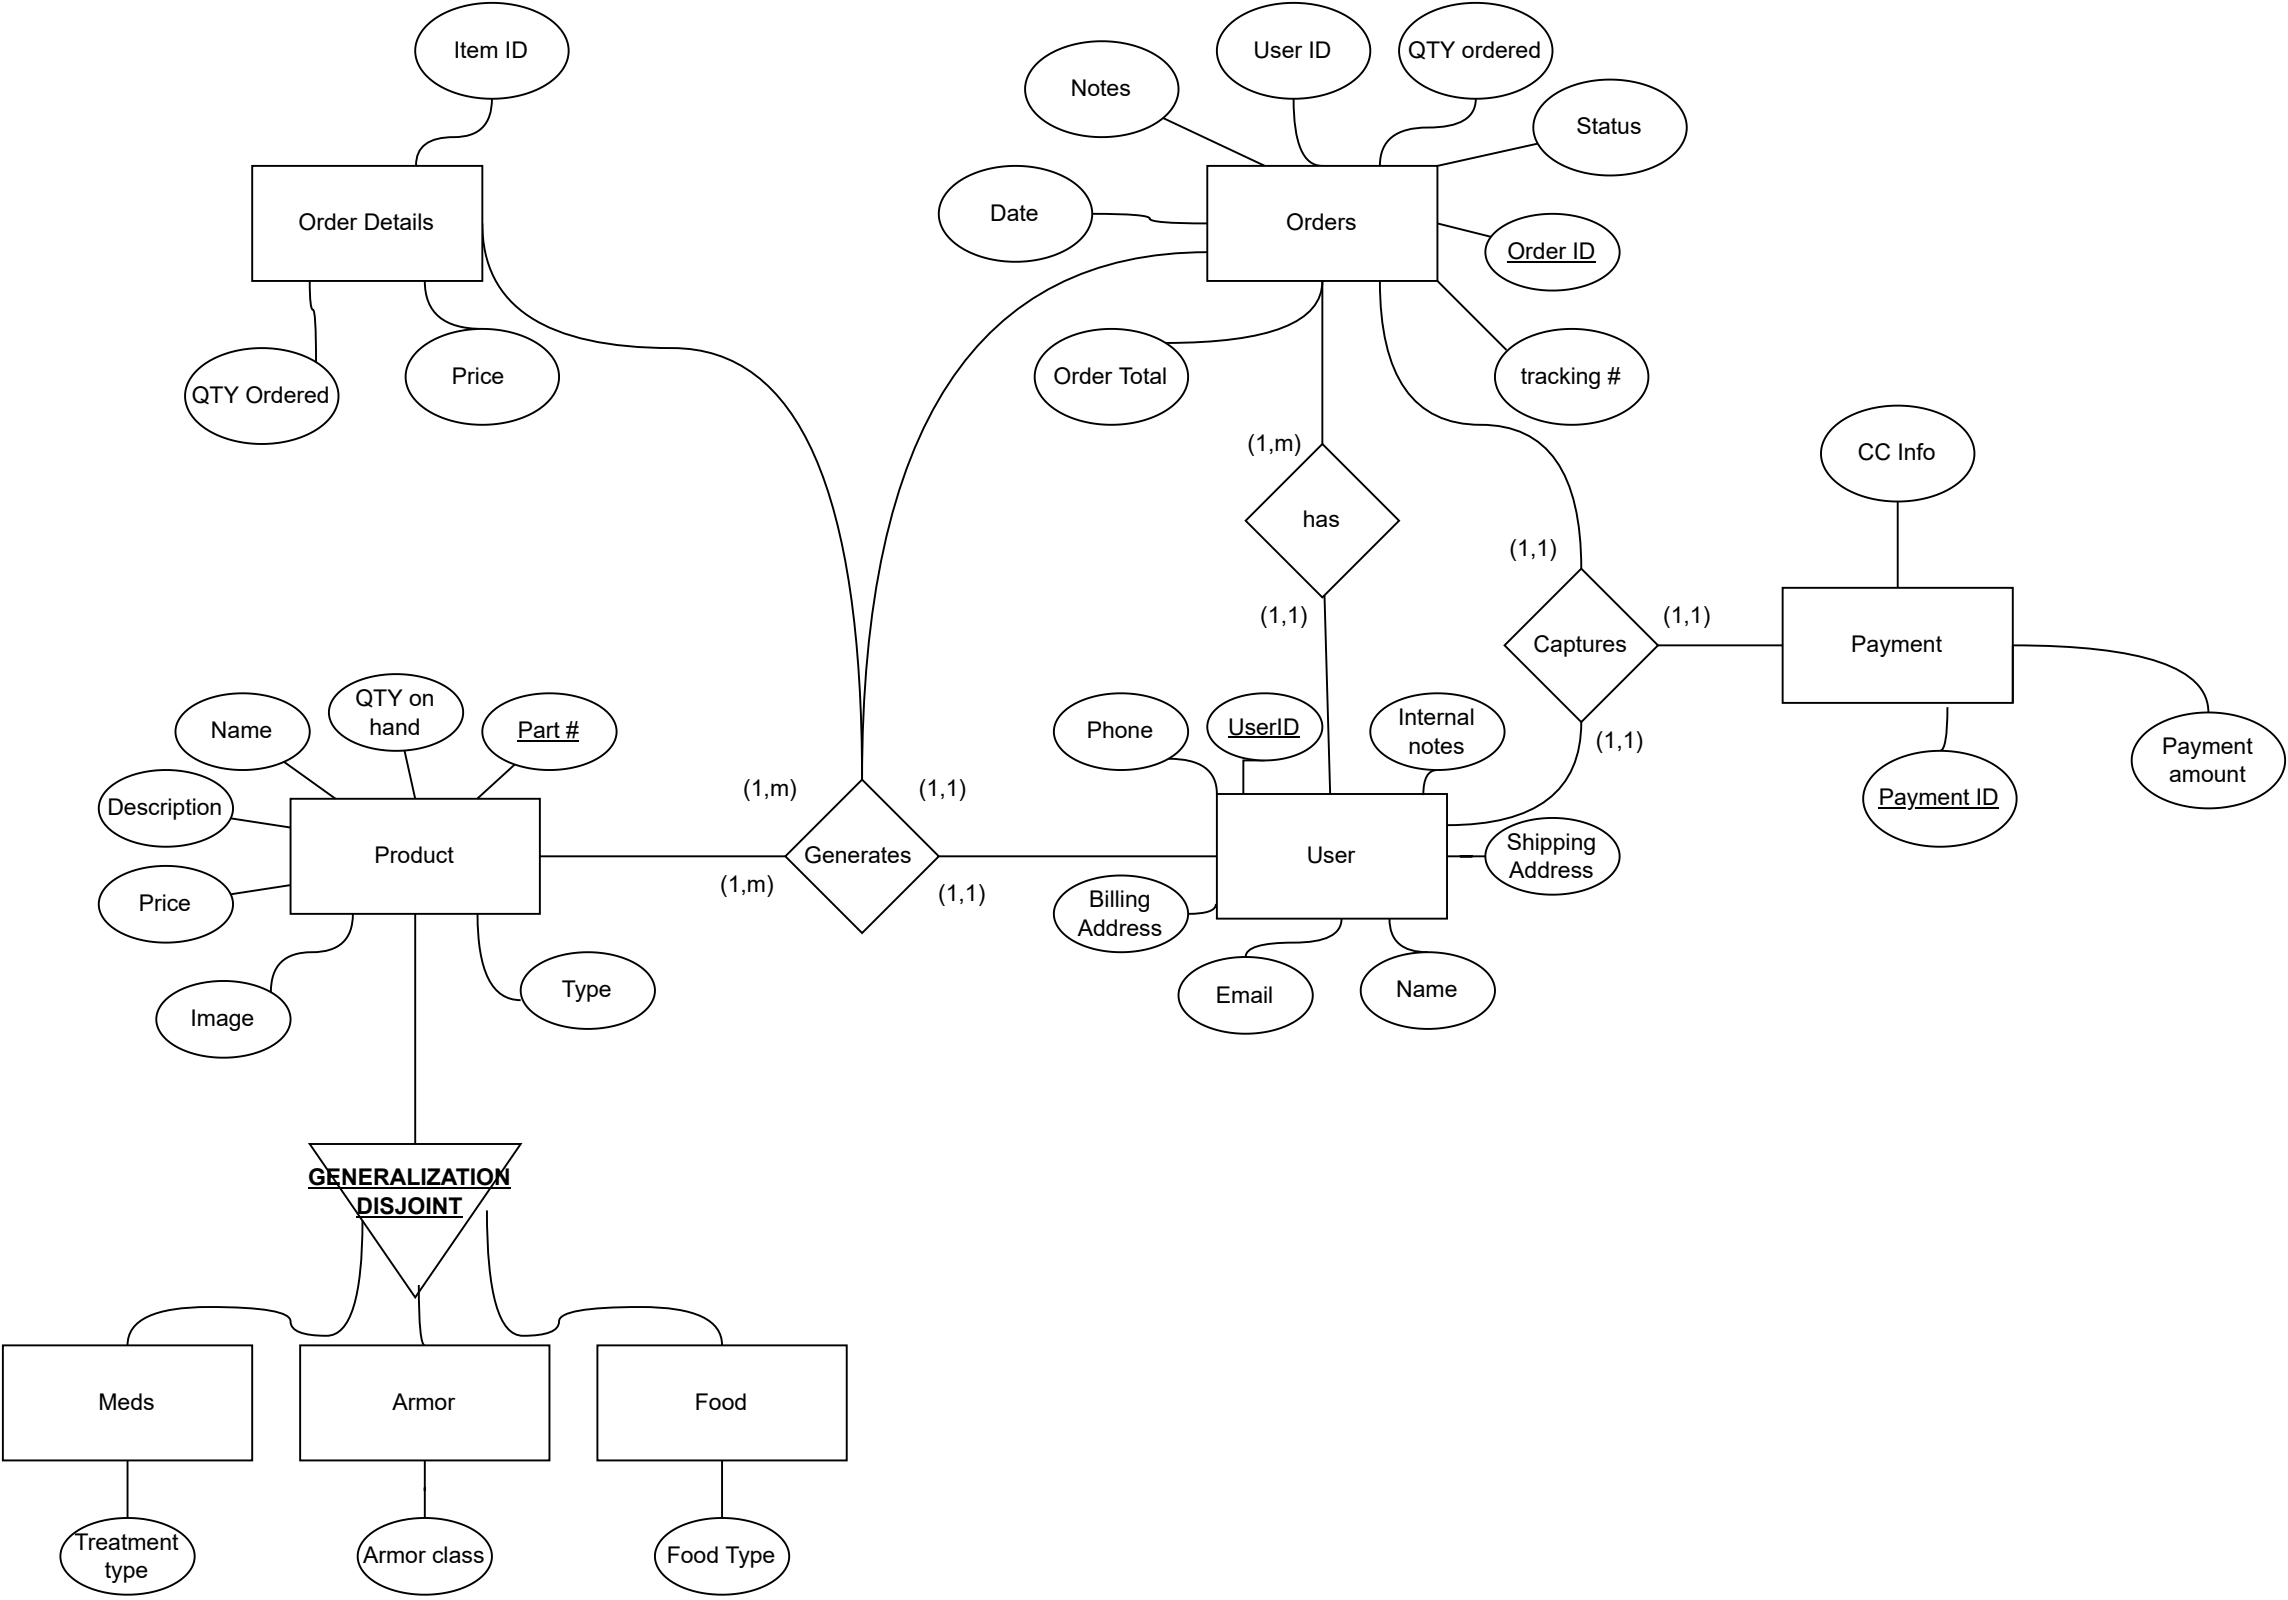 Item ID
User ID
QTY ordered
Notes
Status
Date
Order Details
Orders
Order ID
QTY Ordered
Price
Order Total
tracking #
(1,m)
CC Info
has
(1,1)
(1,1)
(1,1)
Captures
Payment
(1,1)
Name
QTY on
hand
Part #
Phone
UserID
Internal
notes
(1,1)
Payment
amount
Payment ID
Description
(1,m)
(1,1)
Product
Generates
User
Shipping
Address
Price
(1,m)
(1,1)
Billing
Address
Image
Type
Email
Name
GENERALIZATION
DISJOINT
Meds
Armor
Food
Treatment
type
Armor class
Food Type